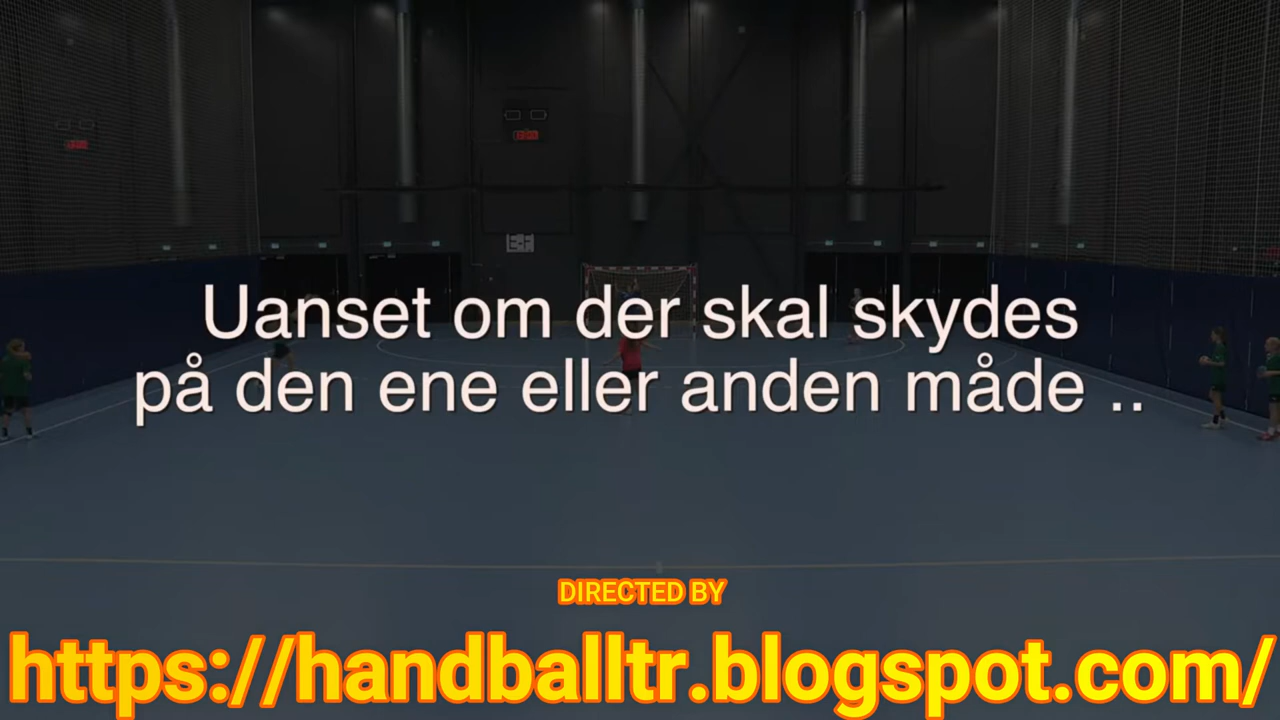 E-F
Uanset om der skal skydes
på den ene eller anden måde ..
DIRECTED BY
https://handballtr.blogspot.com/